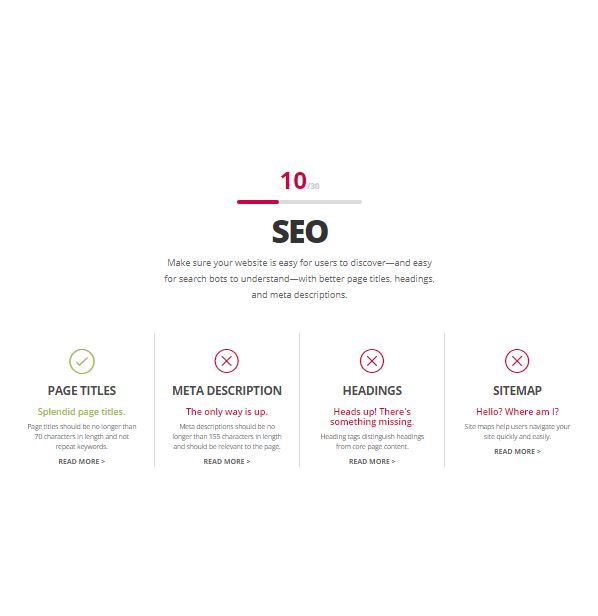 10/30
SEO
Make sure your website is easy for users to discover—and easy
for search bots to understand—with better page titles, headings,
and meta descriptions.
PAGE TITLES
Splendid page titles.
Page titles should be no longer than
70 characters in length and not
repeat keywords.
READ MORE >
META DESCRIPTION
The only way is up.
Meta descriptions should be no
longer than 155 characters in length
and should be relevant to the page.
READ MORE >
HEADINGS
Heads up! There's
something missing.
Heading tags distinguish headings
from core page content.
READ MORE >
SITEMAP
Hello? Where am I?
Site maps help users navigate your
site quickly and easily.
READ MORE >